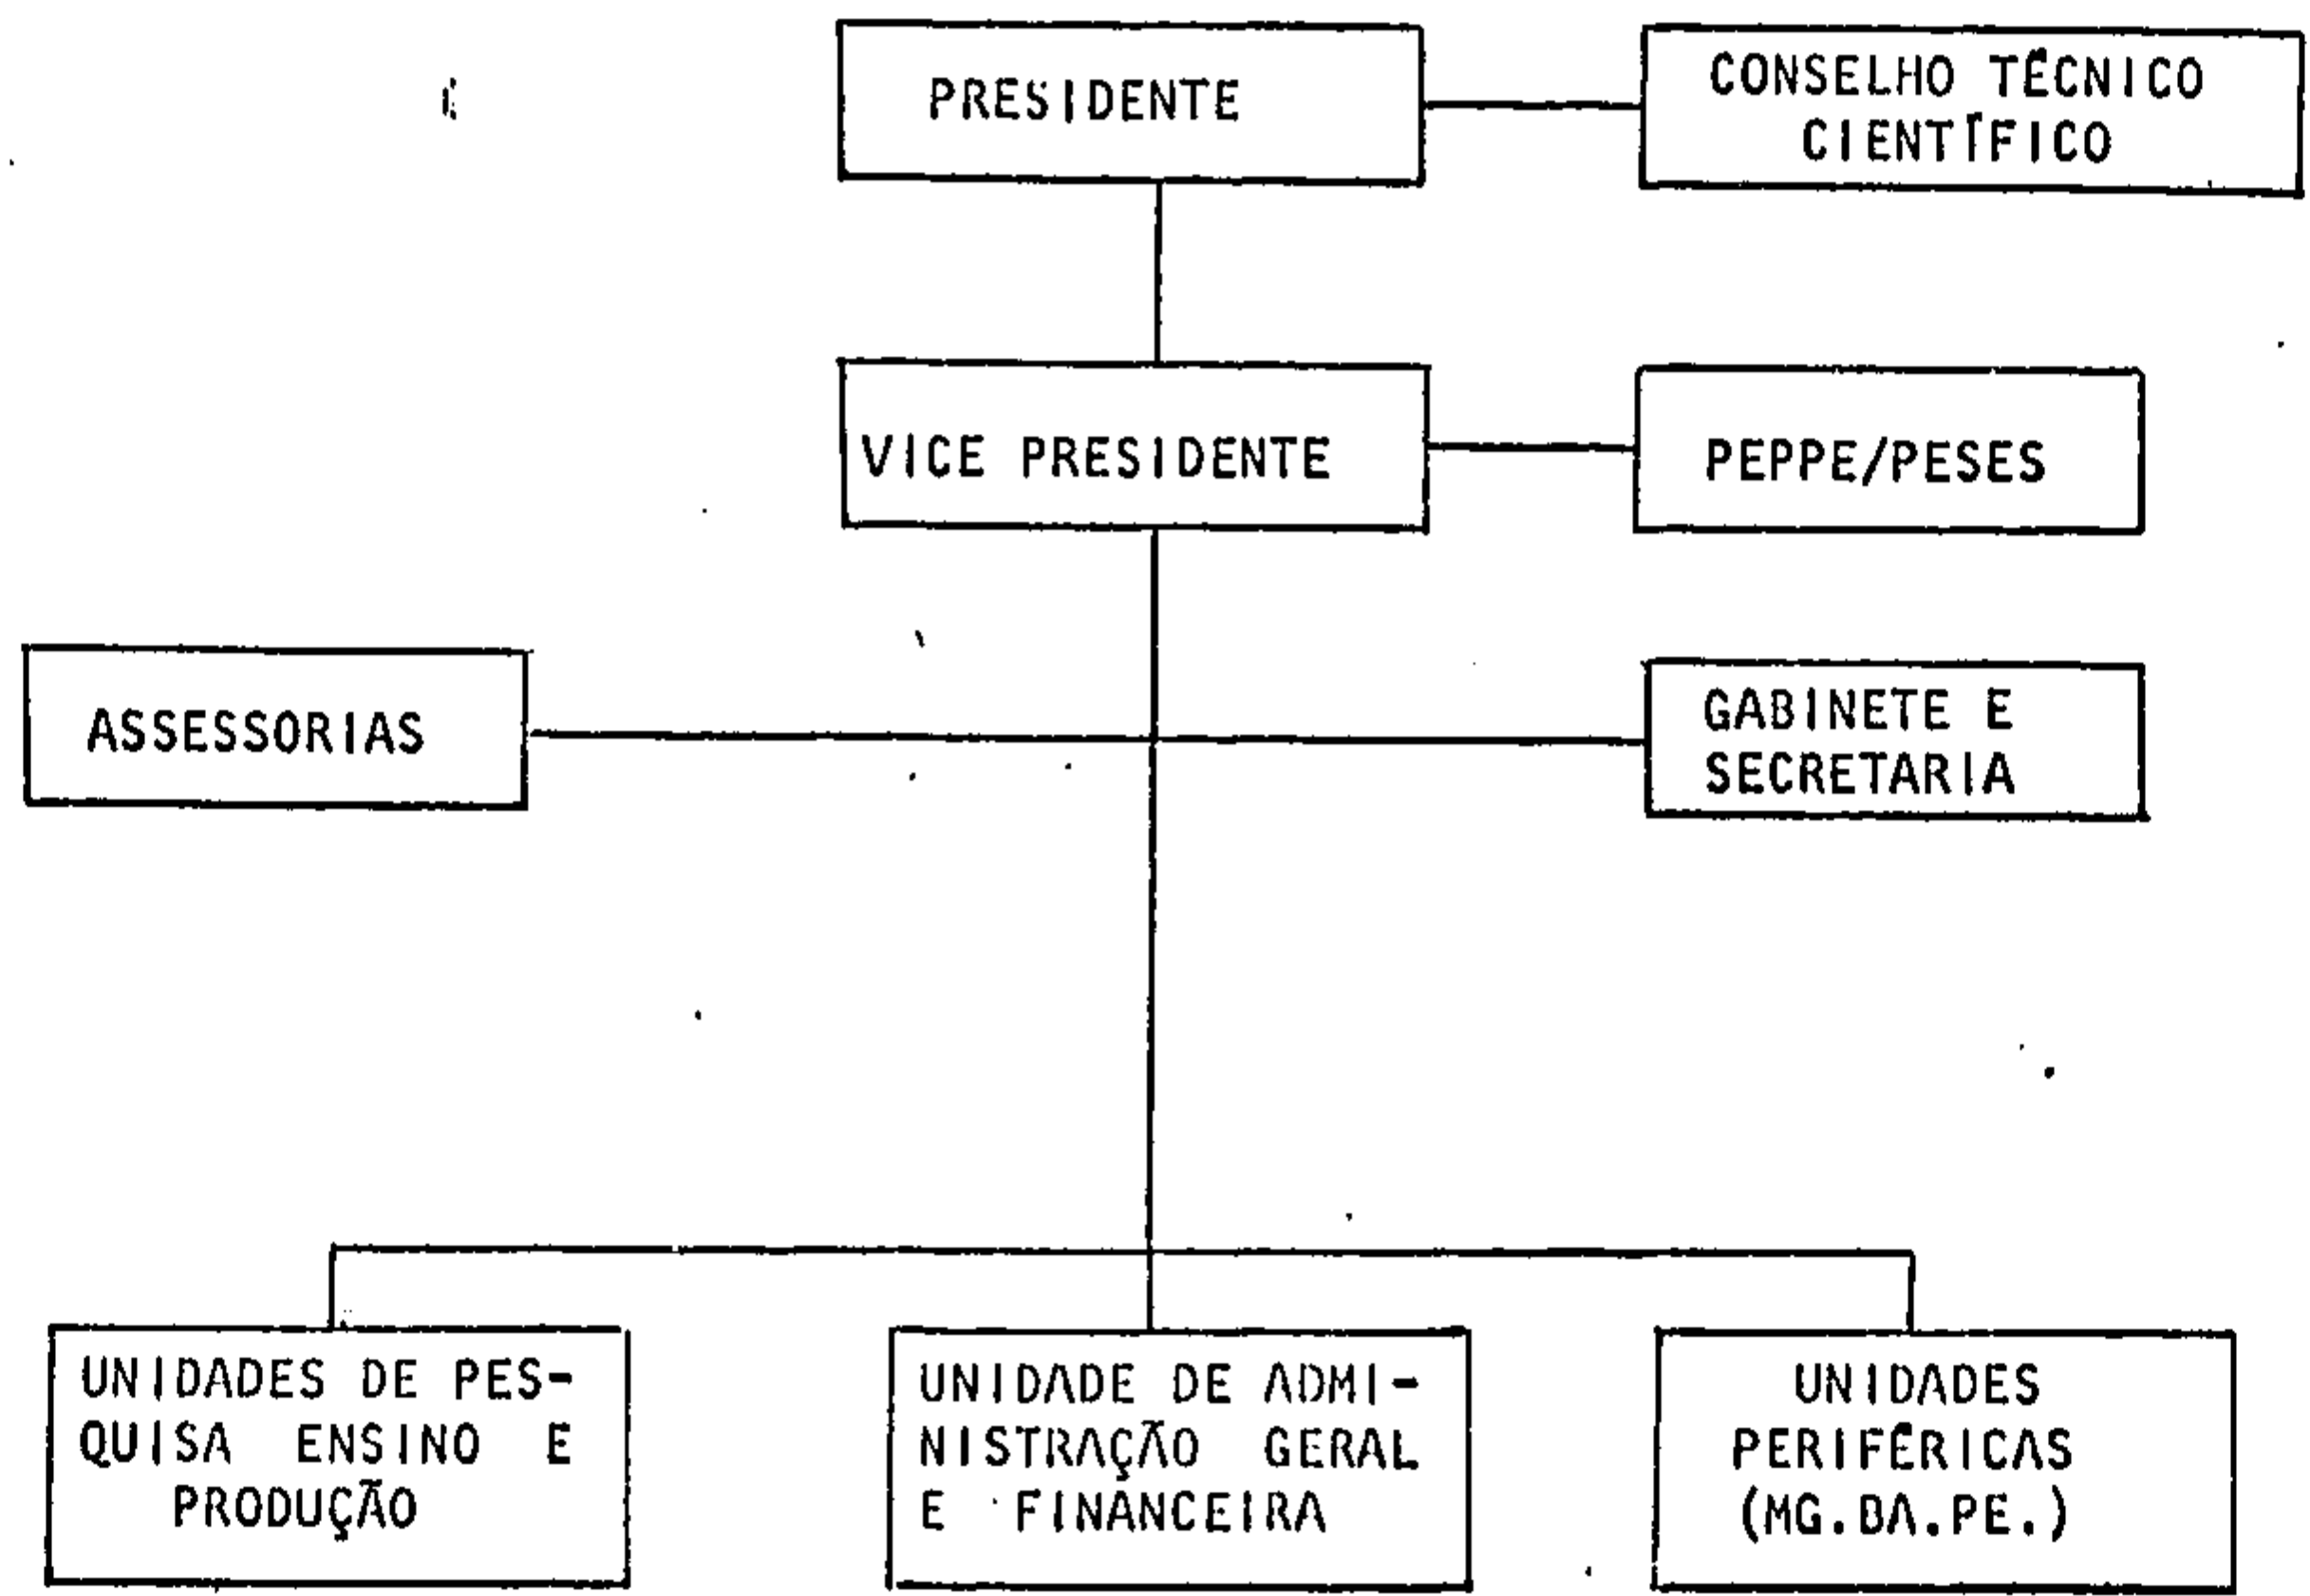 PRESIDENTE
CONSELHO TÉCNICO
CIENTÍFICO
VICE PRESIDENTE
PEPPE/PESES
ASSESSORIAS
GABINETE E
SECRETARIA
UNIDADES DE PES-
QUISA ENSINO E
PRODUÇÃO
UNIDADE DE ADMI-
NISTRAÇÃO GERAL
E FINANCEIRA
UNIDADES
PERIFÉRICAS
(MG.BA.PE.)